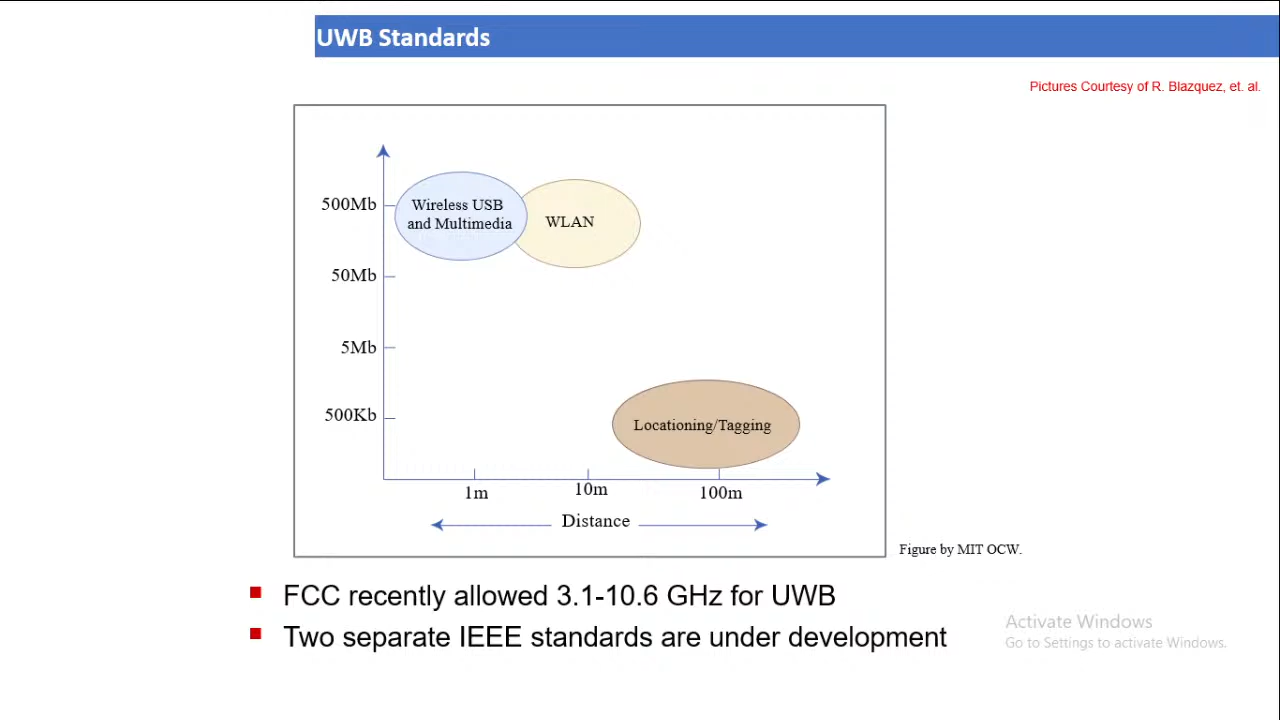 UWB Standards
Pictures Courtesy of R. Blazquez, et. al.
500Mb
Wireless USB
and Multimedia
WLAN
50Mb
5Mb
500Kb
Locationing/Tagging
1m
10m
100m
Distance
Figure by MIT OCW.
FCC recently allowed 3.1-10.6 GHz for UWB
Two separate IEEE standards are under development
Activate Windows
Go to Settings to activate Windows.